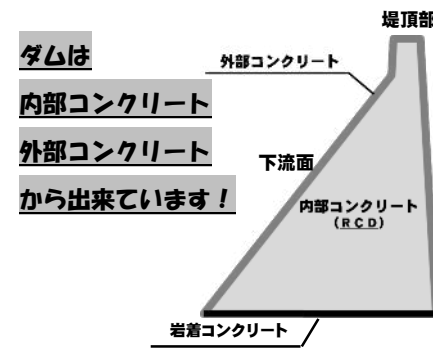 ダムは
内部コンクリート
外部コンクリート
から出来ています！
堤頂部
外部コンクリート
下流面
内部コンクリート
(RCD)
岩着コンクリート